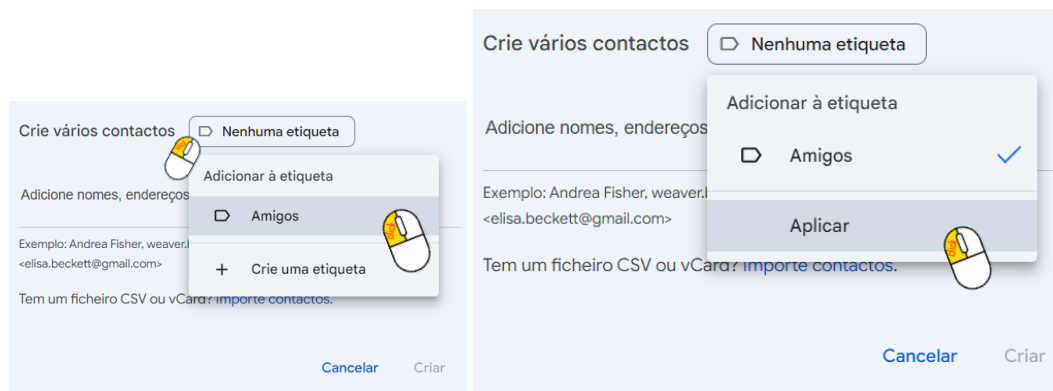 Crie vários contactos
Nenhuma etiqueta
Adicionar à etiqueta
Adicione nomes, endereços
Amigos
Exemplo: Andrea Fisher, weaver.
<elisa.beckett@gmail.com>
Crie uma etiqueta
Tem um ficheiro CSV ou vCard? Importe contactos.
Cancelar
Criar
Crie vários contactos
Nenhuma etiqueta
Adicionar à etiqueta
Adicione nomes, endereços
Amigos
Exemplo: Andrea Fisher, weaver.
<elisa.beckett@gmail.com>
Aplicar
Tem um ficheiro CSV ou vCard? Importe contactos.
Cancelar
Criar